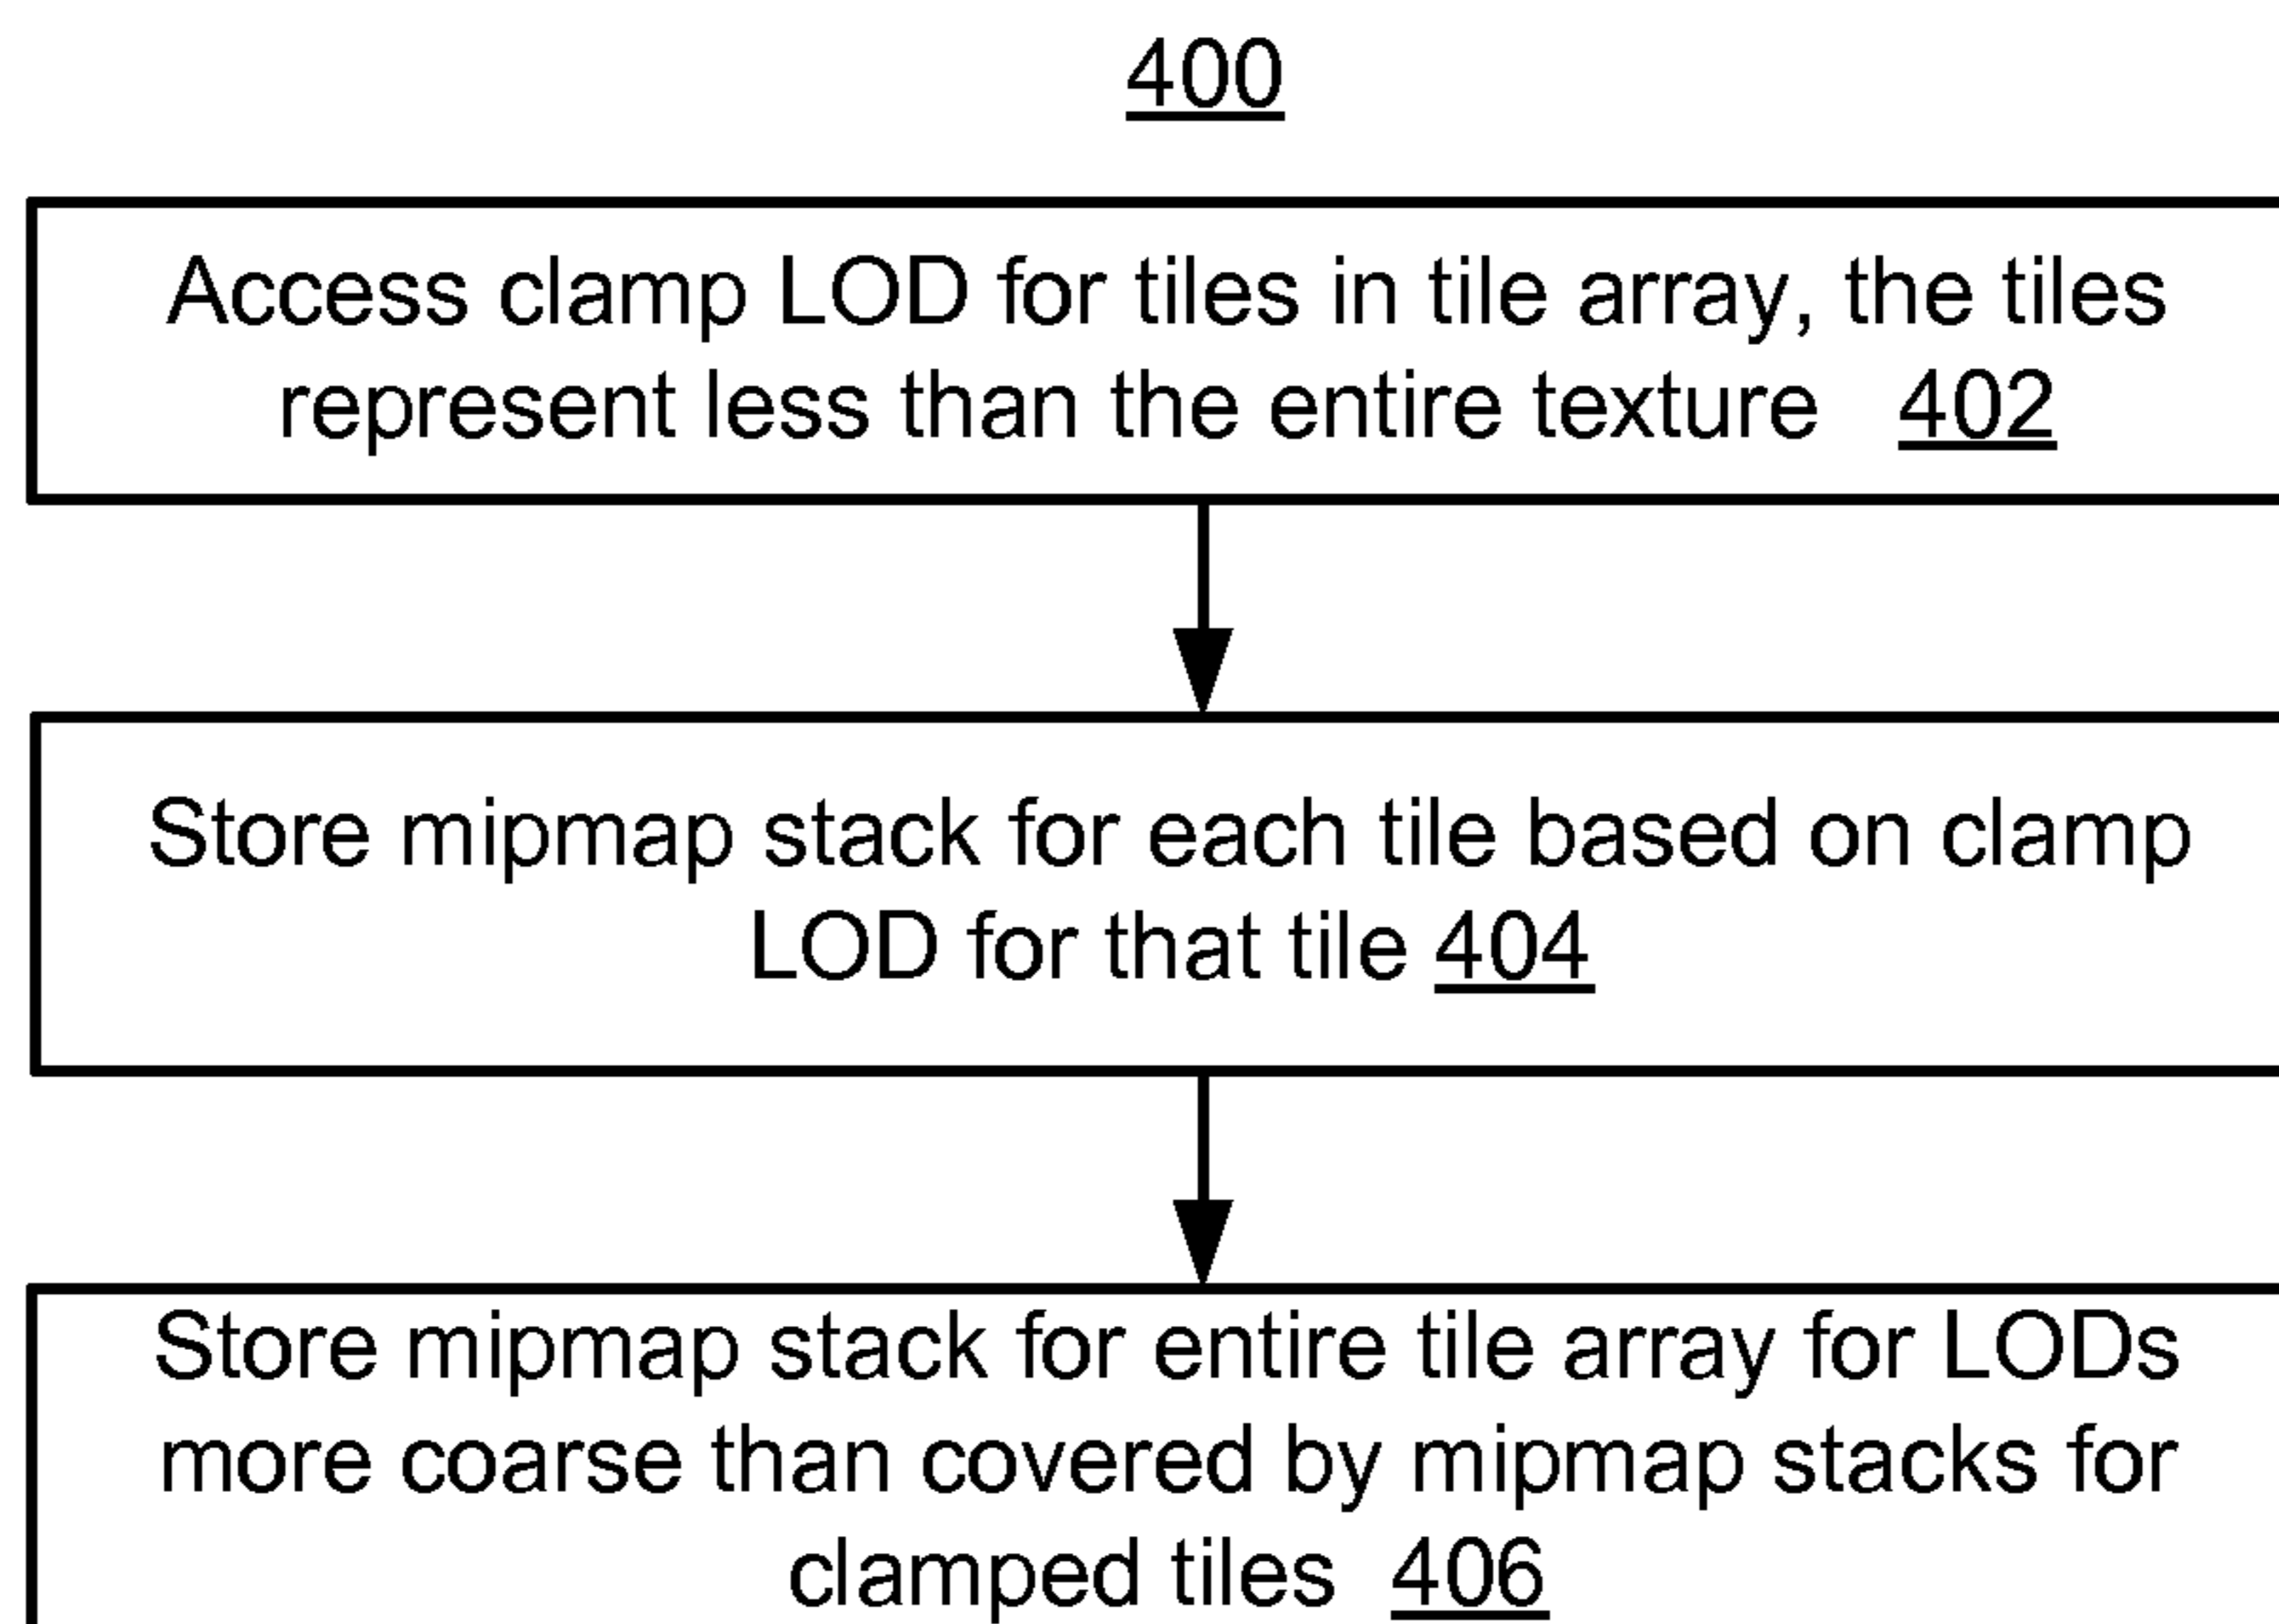 400
Access clamp LOD for tiles in tile array, the tiles
represent less than the entire texture 402
Store mipmap stack for each tile based on clamp
LOD for that tile 404
Store mipmap stack for entire tile array for LODs
more coarse than covered by mipmap stacks for
clamped tiles 406